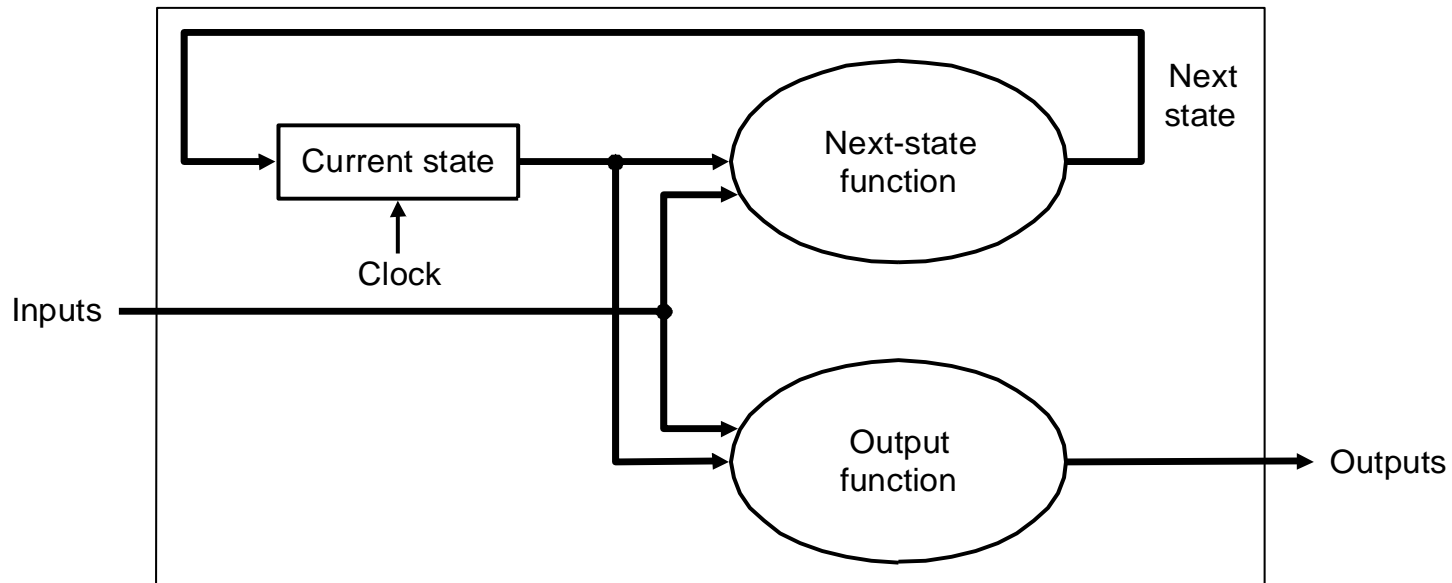 Next
state
Next-state
function
Current state
Clock
Inputs
Output
function
Outputs